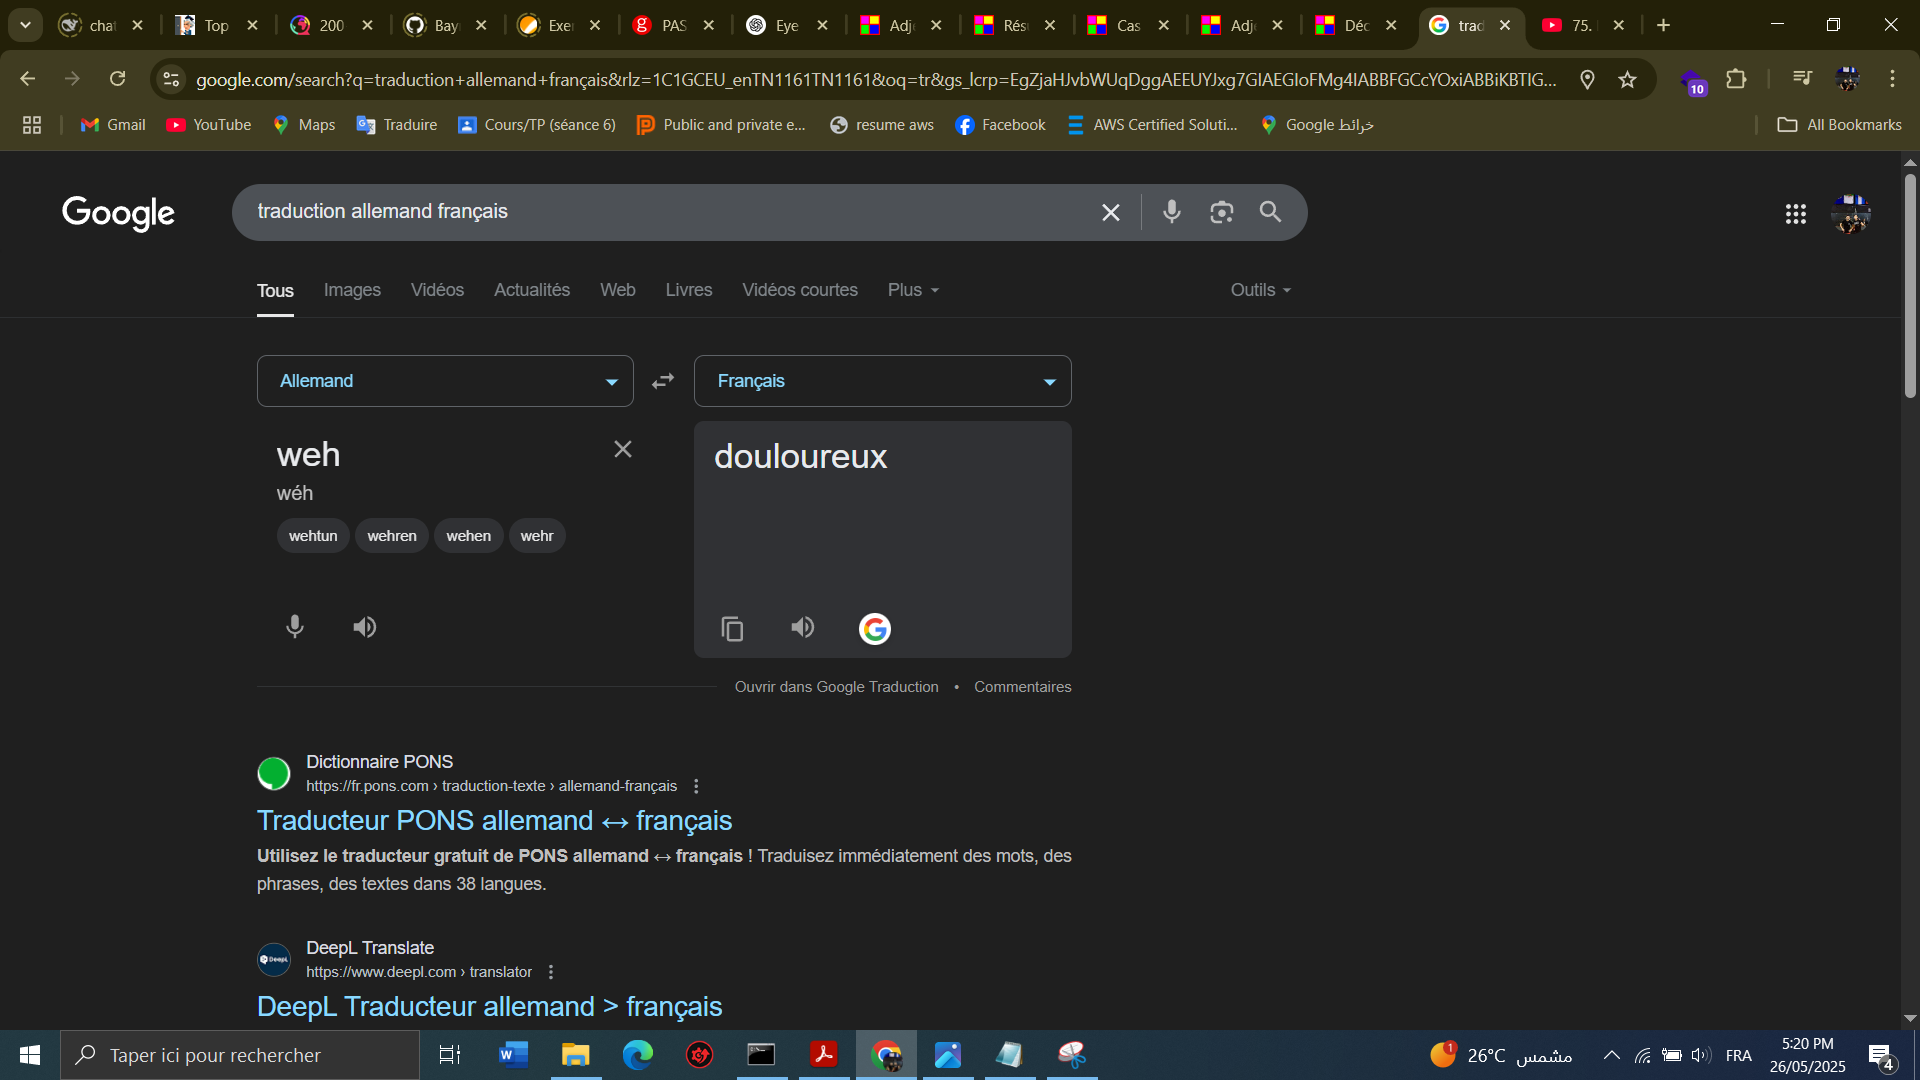 cha
Top
200
Bay
Exe
PAS
Eye
Adj
Rés
Cas
Adj
Déc
trad
75.
google.com/search?q=traduction+allemand+français&rlz=1C1GCEU_enTN1161TN1161&oq=tr&gs_lcrp=EgZjaHJvbWUqDggAEEUYJxg7GIAEGIoFMg4IABBFGCcYOxiABBiKBTIG...
10
Gmail
YouTube
Maps
Traduire
Cours/TP (séance 6)
Public and private e...
resume aws
Facebook
AWS Certified Soluti...
خرائط Google
All Bookmarks
Google
traduction allemand français
Tous
Images
Vidéos
Actualités
Web
Livres
Vidéos courtes
Plus
Outils
Allemand
Français
weh
wéh
wehtun
wehren
wehen
wehr
douloureux
Ouvrir dans Google Traduction • Commentaires
Dictionnaire PONS
https://fr.pons.com › traduction-texte › allemand-français
Traducteur PONS allemand ↔ français
Utilisez le traducteur gratuit de PONS allemand ↔ français ! Traduisez immédiatement des mots, des
phrases, des textes dans 38 langues.
DeepL Translate
DeepL
https://www.deepl.com › translator
DeepL Traducteur allemand > français
Taper ici pour rechercher
1
26°C مشمس
FRA
5:20 PM
26/05/2025
4